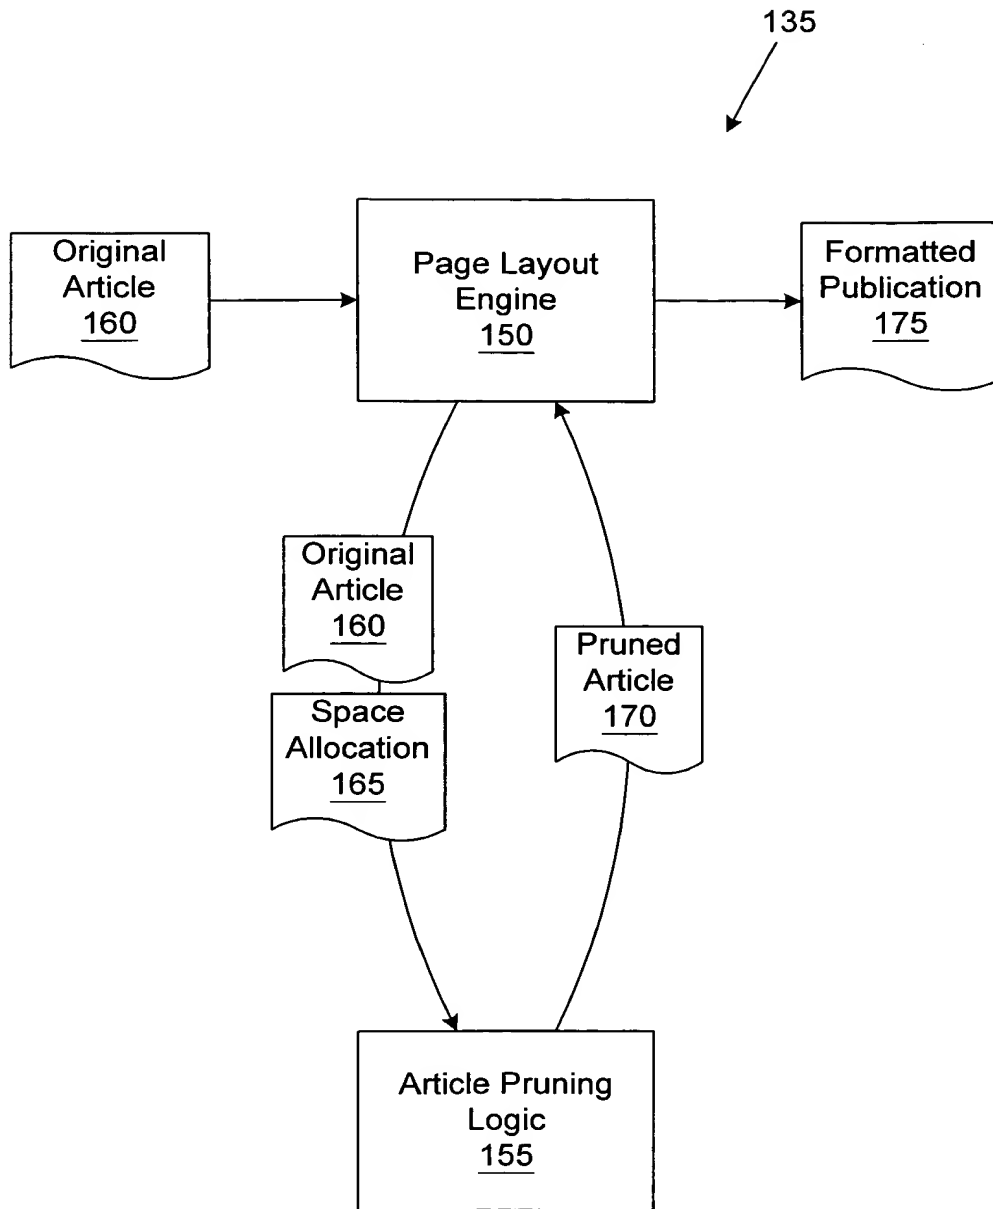 135
Original
Article
160
Page Layout
Engine
150
Formatted
Publication
175
Original
Article
160
Space
Allocation
165
Pruned
Article
170
Article Pruning
Logic
155